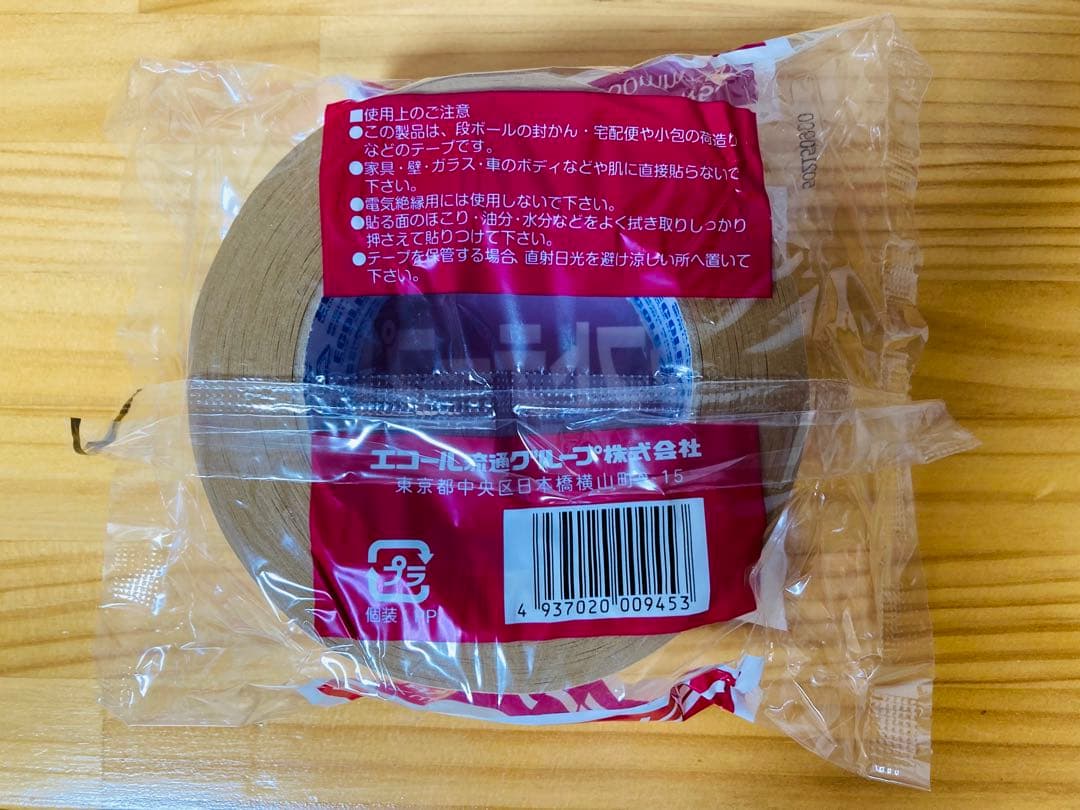 ■使用上のご注意
●この製品は、段ボールの封かん・宅配便や小包の荷造り
などのテープです。
●家具・壁・ガラス・車のボディなどや肌に直接貼らないで
下さい。
●電気絶縁用には使用しないで下さい。
●貼る面のほこり・油分・水分などをよく拭き取りしっかり
押さえて貼りつけて下さい。
●テープを保管する場合、直射日光を避け涼しい所へ置いて
下さい。
エコール流通グループ株式会社
東京都中央区日本橋横山町 15
プラ
個装 PP
4 937020 009453